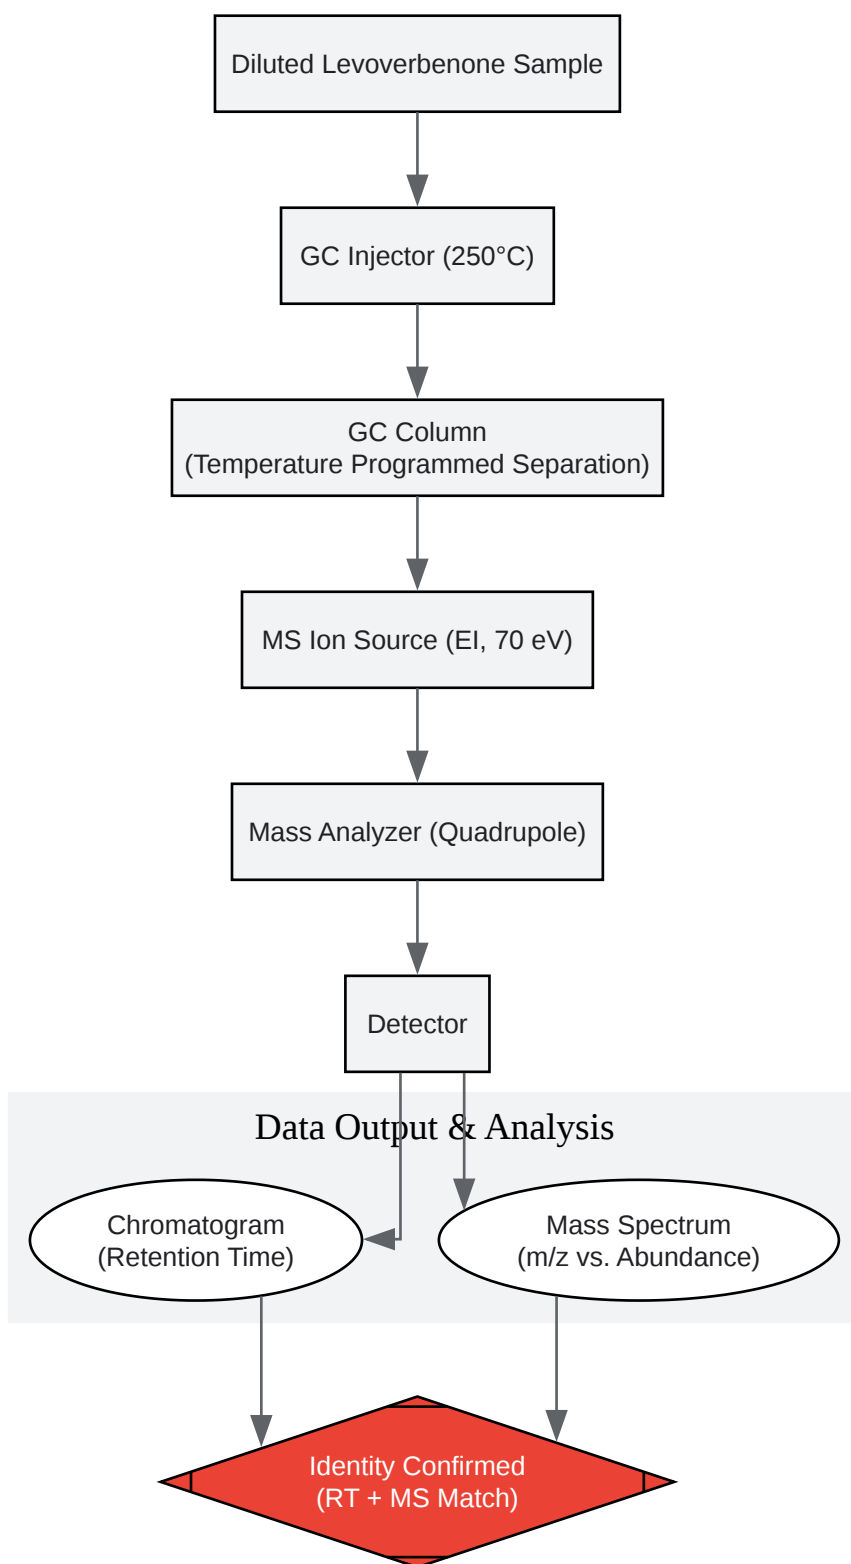 Diluted Levoverbenone Sample
GC Injector (250°C)
GC Column
(Temperature Programmed Separation)
MS Ion Source (EI, 70 eV)
Mass Analyzer (Quadrupole)
Detector
Data Output & Analysis
Chromatogram
(Retention Time)
Mass Spectrum
(m/z vs. Abundance)
Identity Confirmed
(RT + MS Match)